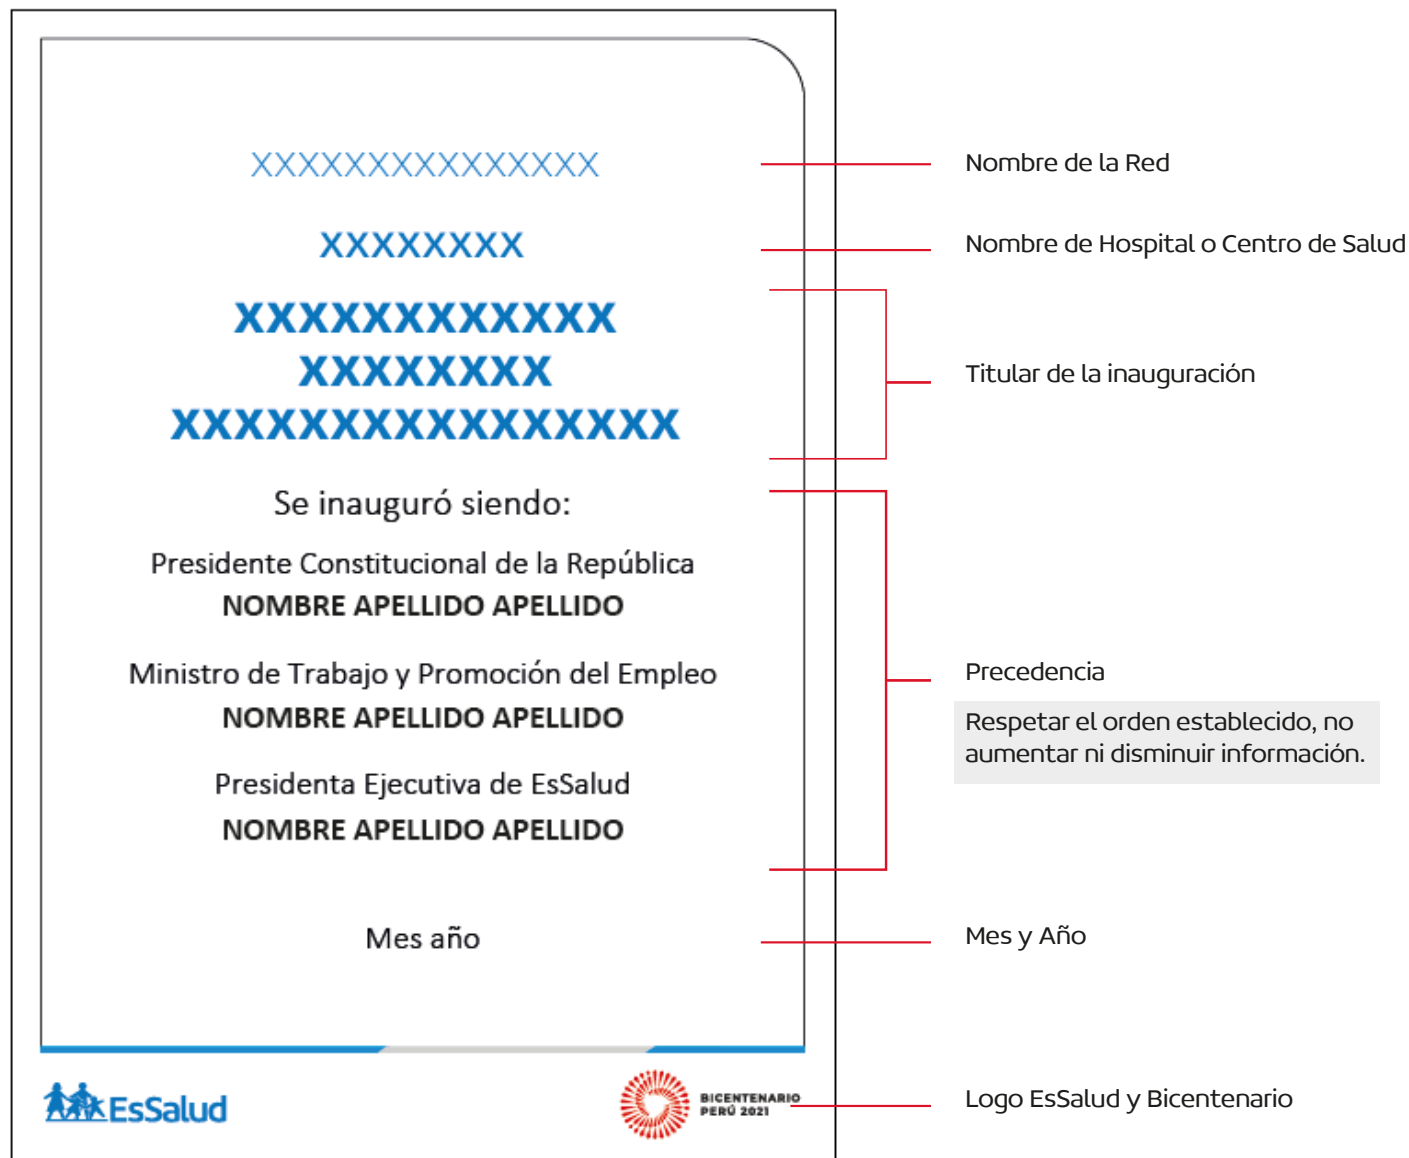 XXXXXXXXXXXXXXX
Nombre de la Red
XXXXXXXX
Nombre de Hospital o Centro de Salud
XXXXXXXXXXXX
XXXXXXXX
XXXXXXXXXXXXXXXX
Titular de la inauguración
Se inauguró siendo:
Presidente Constitucional de la República
NOMBRE APELLIDO APELLIDO
Ministro de Trabajo y Promoción del Empleo
NOMBRE APELLIDO APELLIDO
Presidenta Ejecutiva de EsSalud
NOMBRE APELLIDO APELLIDO
Precedencia
Respetar el orden establecido, no
aumentar ni disminuir información.
Mes año
Mes y Año
EsSalud
BICENTENARIO
PERÚ 2021
Logo EsSalud y Bicentenario